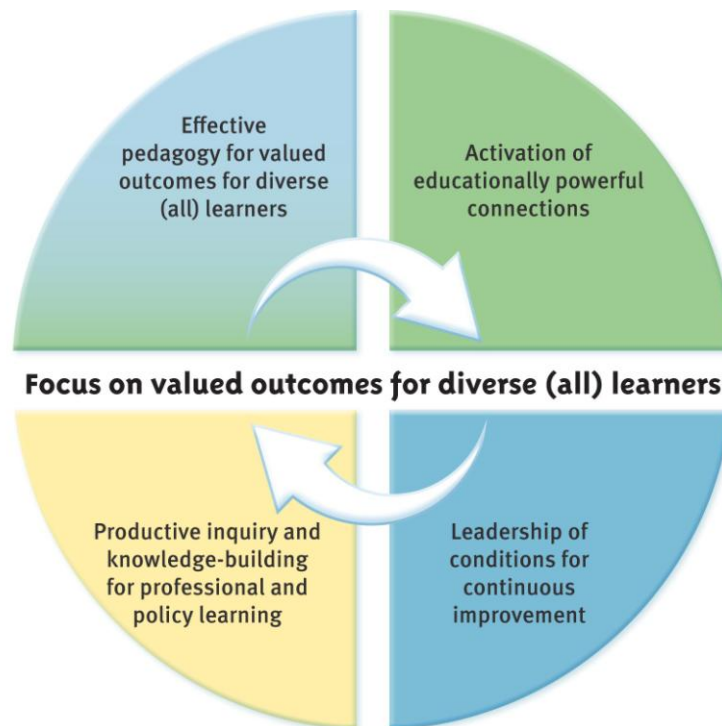 Effective
pedagogy for valued
outcomes for diverse
(all) learners
Activation of
educationally powerful
connections
Focus on valued outcomes for diverse (all) learners
Productive inquiry and
knowledge-building
for professional and
policy learning
Leadership of
conditions for
continuous
improvement